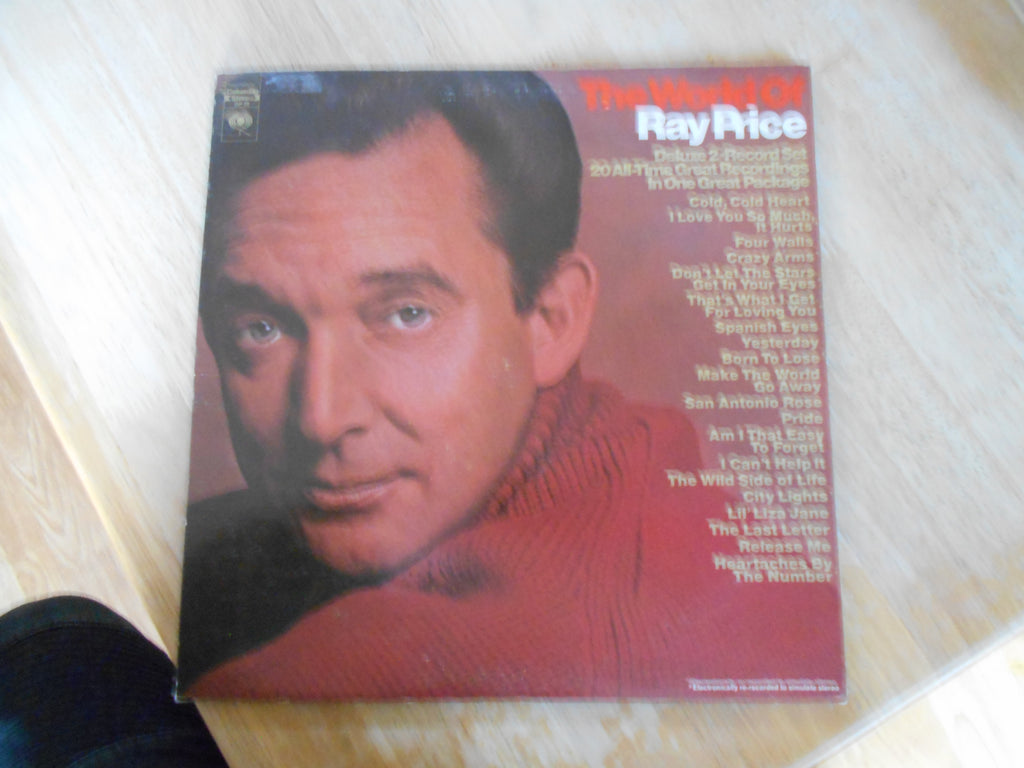 Columbia
Stereo
The World Of
Ray Price
Deluxe 2-Record Set
20 All-Time Great Recordings
In One Great Package
Cold, Cold Heart
I Love You So Much,
It Hurts
Four Walls
Crazy Arms
Don't Let The Stars
Get In Your Eyes
That's What I Get
For Loving You
Spanish Eyes
Yesterday
Born To Lose
Make The World
Go Away
San Antonio Rose
Pride
Am I That Easy
To Forget
I Can't Help It
The Wild Side of Life
City Lights
Lil' Liza Jane
The Last Letter
Release Me
Heartaches By
The Number
*Electronically re-recorded to simulate stereo